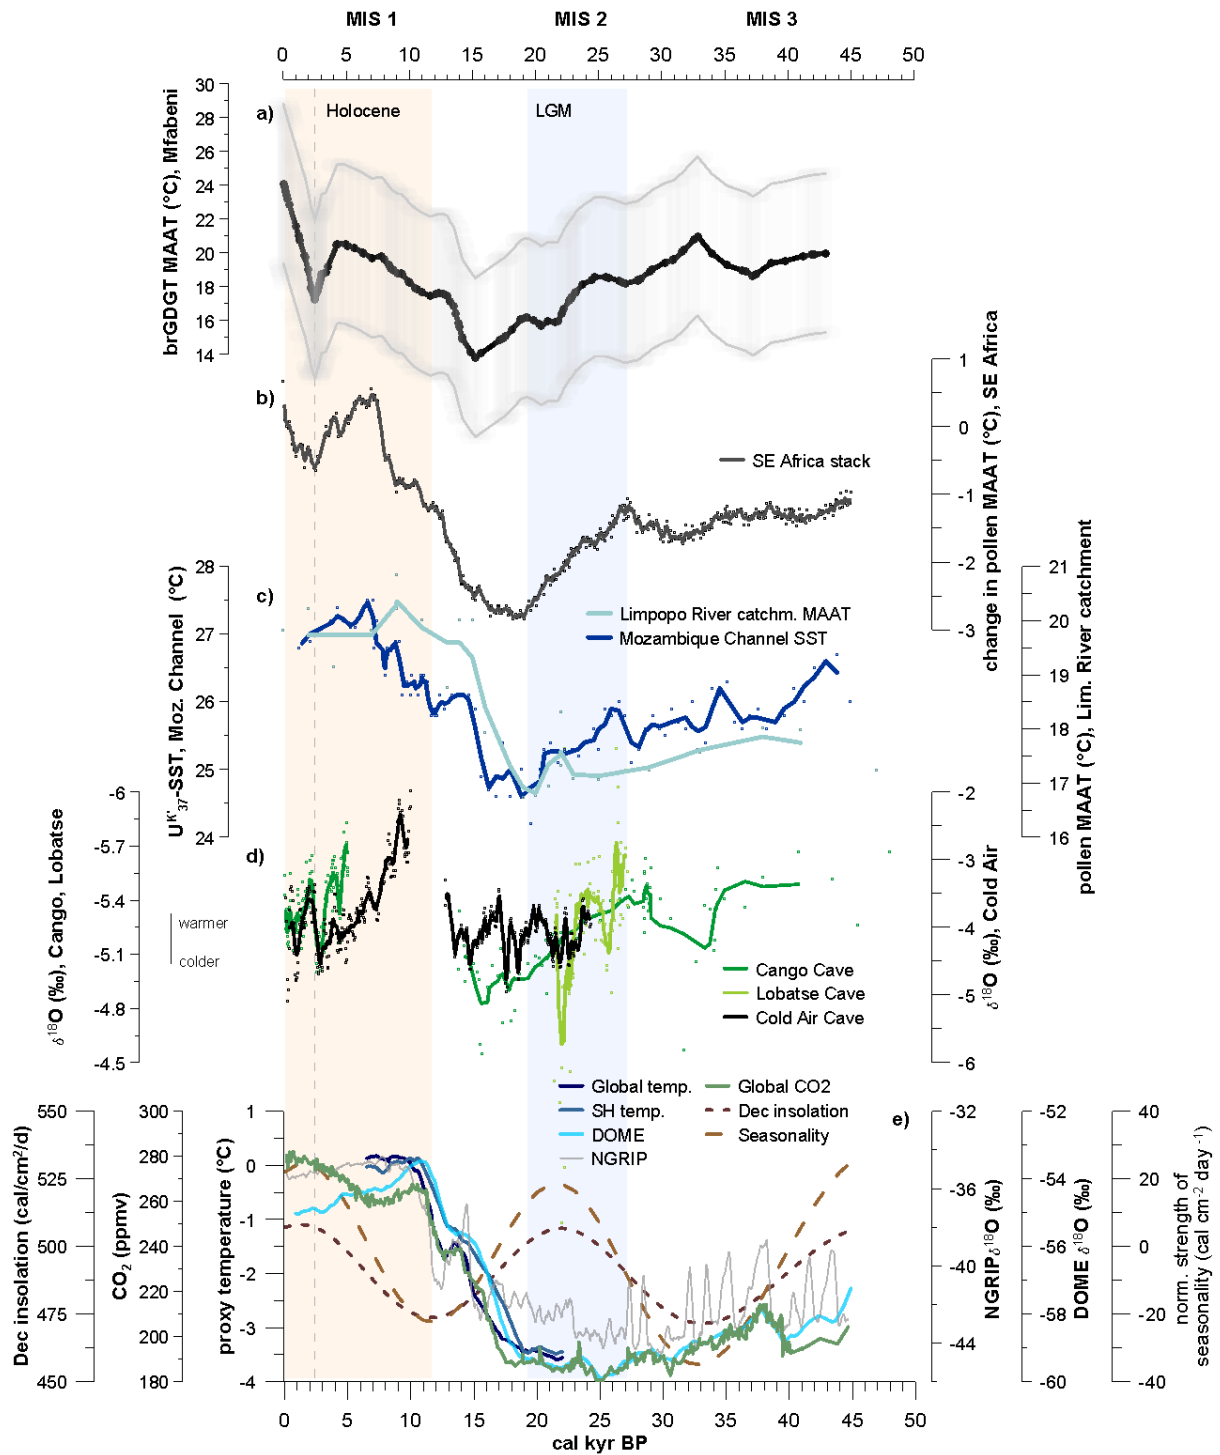 MIS 1 MIS 2 MIS 3
0 5 10 15 20 25 30 35 40 45 50
a) Holocene LGM
brGDGT MAAT (°C), Mfabeni
30
28
26
24
22
20
18
16
14
b)
SE Africa stack
change in pollen MAAT (°C), SE Africa
1
0
-1
-2
-3
c)
Limpopo River catchm. MAAT
Mozambique Channel SST
U^K'_37-SST, Moz. Channel (°C)
28
27
26
25
24
pollen MAAT (°C), Lim. River catchment
21
20
19
18
17
16
d)
δ18O (‰), Cango, Lobatse
-6
-5.7
-5.4
-5.1
-4.8
-4.5
warmer
colder
δ18O (‰), Cold Air
-2
-3
-4
-5
-6
Cango Cave
Lobatse Cave
Cold Air Cave
e)
Global temp.
SH temp.
DOME
NGRIP
Global CO2
Dec insolation
Seasonality
Dec insolation (cal/cm²/d)
550
525
500
475
450
CO₂ (ppmv)
300
280
260
240
220
200
180
proxy temperature (°C)
1
0
-1
-2
-3
-4
NGRIP δ18O (‰)
-32
-36
-40
-44
-48
DOME δ18O (‰)
-52
-54
-56
-58
-60
norm. strength of
seasonality (cal cm⁻² day⁻¹)
40
20
0
-20
-40
0 5 10 15 20 25 30 35 40 45 50
cal kyr BP